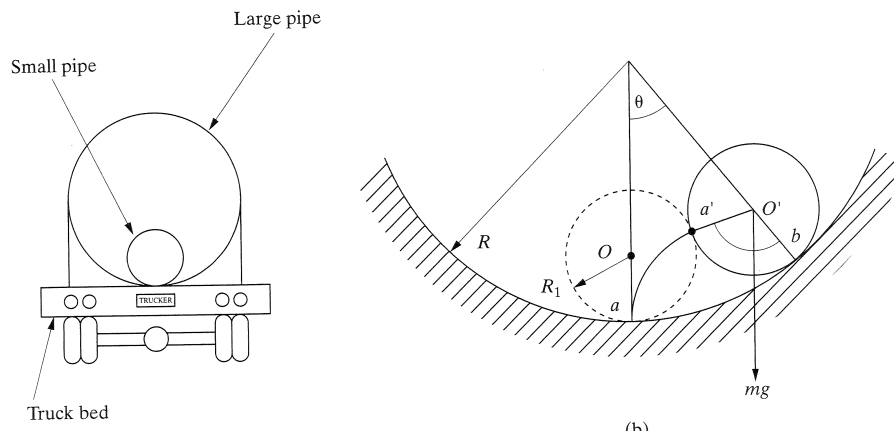 Large pipe
Small pipe
TRUCKER
Truck bed
θ
R
O
R₁
a
a'
O'
b
mg
(b)